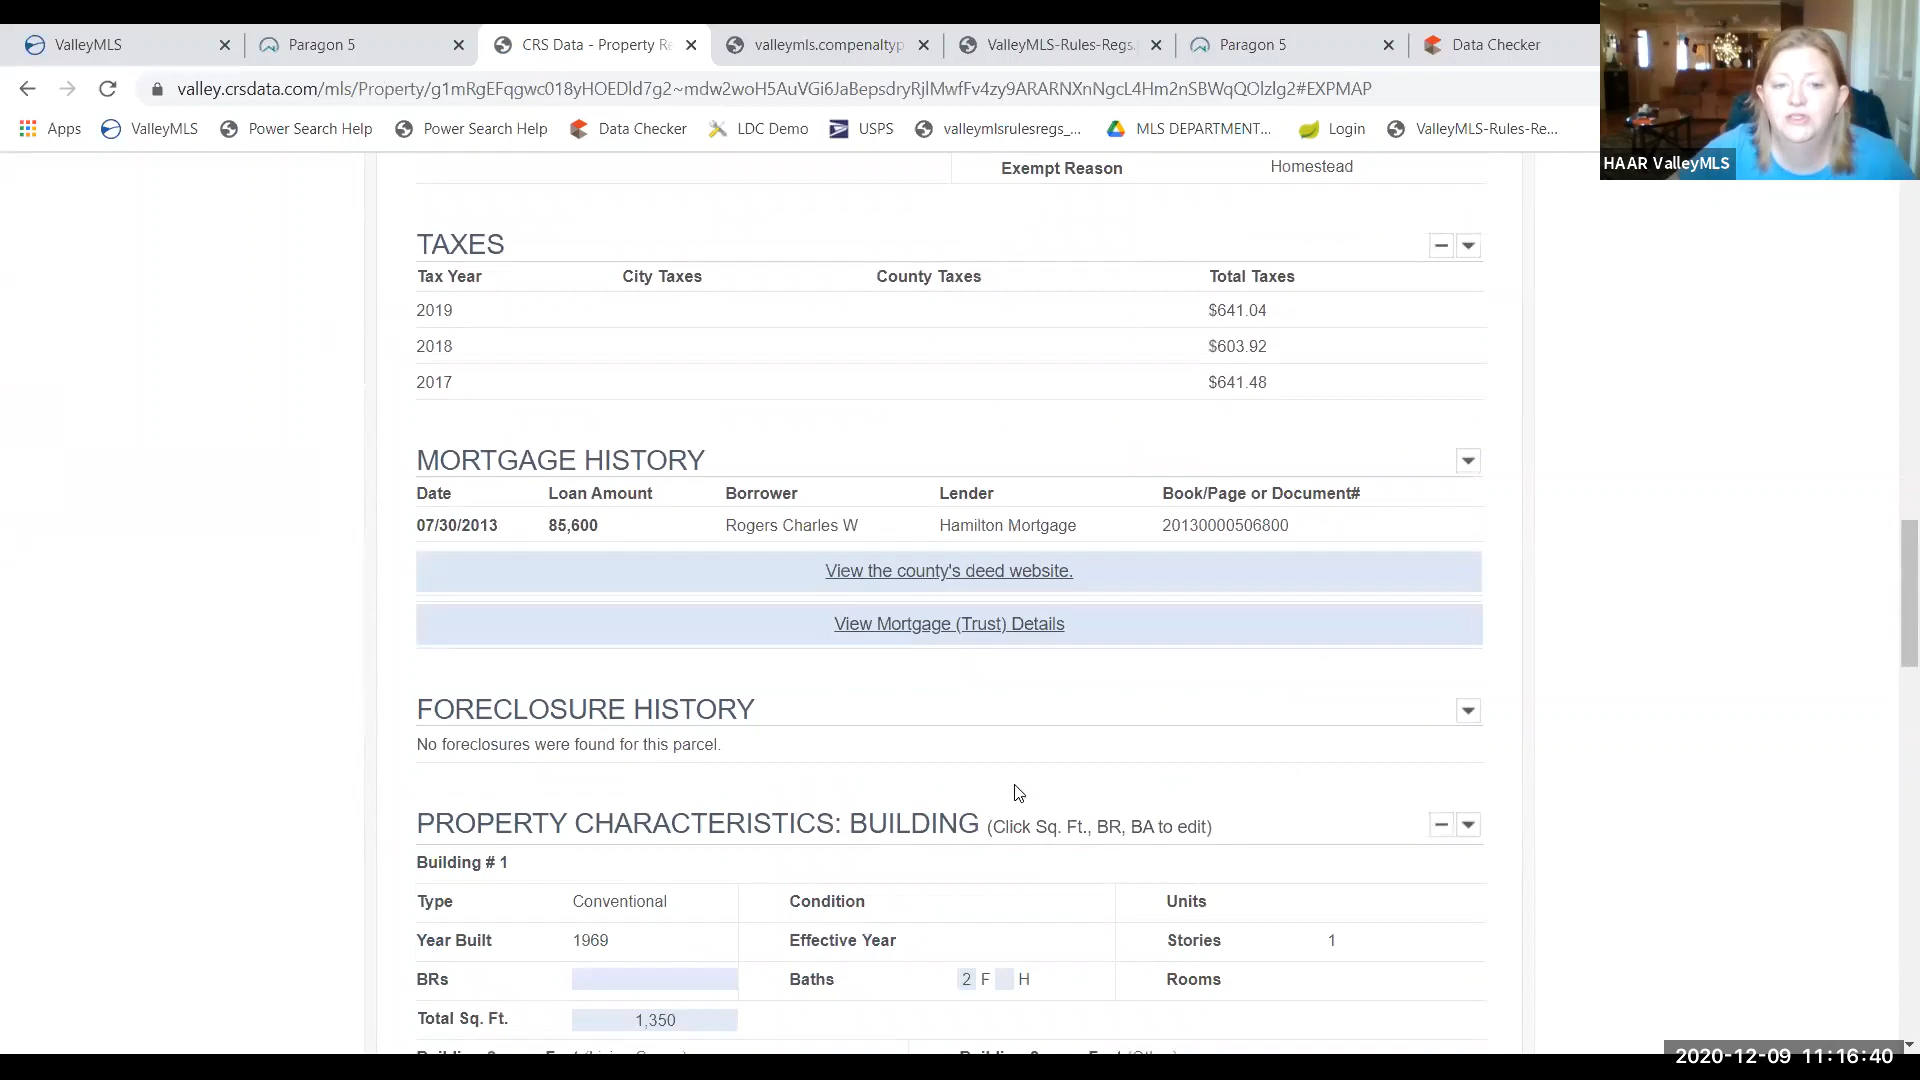 ValleyMLS
Paragon 5
CRS Data - Property Re
valleymls.compenaltyp
ValleyMLS-Rules-Regs.
Paragon 5
Data Checker
valley.crsdata.com/mls/Property/g1mRgEFqgwc018yHOEDld7g2~mdw2woH5AuVGi6JaBepsdryRjlMwfFv4zy9ARARNXnNgcL4Hm2nSBWqQOlzlg2#EXPMAP
Apps
ValleyMLS
Power Search Help
Power Search Help
Data Checker
LDC Demo
USPS
valleymlsrulesregs_...
MLS DEPARTMENT...
Login
ValleyMLS-Rules-Re...
HAAR ValleyMLS
Exempt Reason Homestead
TAXES
Tax Year City Taxes County Taxes Total Taxes
2019 $641.04
2018 $603.92
2017 $641.48
MORTGAGE HISTORY
Date Loan Amount Borrower Lender Book/Page or Document#
07/30/2013 85,600 Rogers Charles W Hamilton Mortgage 20130000506800
View the county's deed website.
View Mortgage (Trust) Details
FORECLOSURE HISTORY
No foreclosures were found for this parcel.
PROPERTY CHARACTERISTICS: BUILDING (Click Sq. Ft., BR, BA to edit)
Building # 1
Type Conventional Condition Units
Year Built 1969 Effective Year Stories 1
BRs Baths 2 F H Rooms
Total Sq. Ft. 1,350
2020-12-09 11:16:40